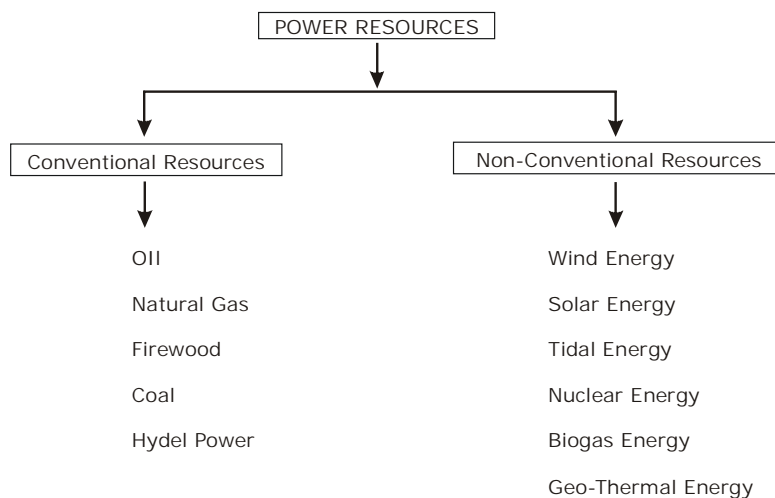 POWER RESOURCES
Conventional Resources
Non-Conventional Resources
OIl
Natural Gas
Firewood
Coal
Hydel Power
Wind Energy
Solar Energy
Tidal Energy
Nuclear Energy
Biogas Energy
Geo-Thermal Energy